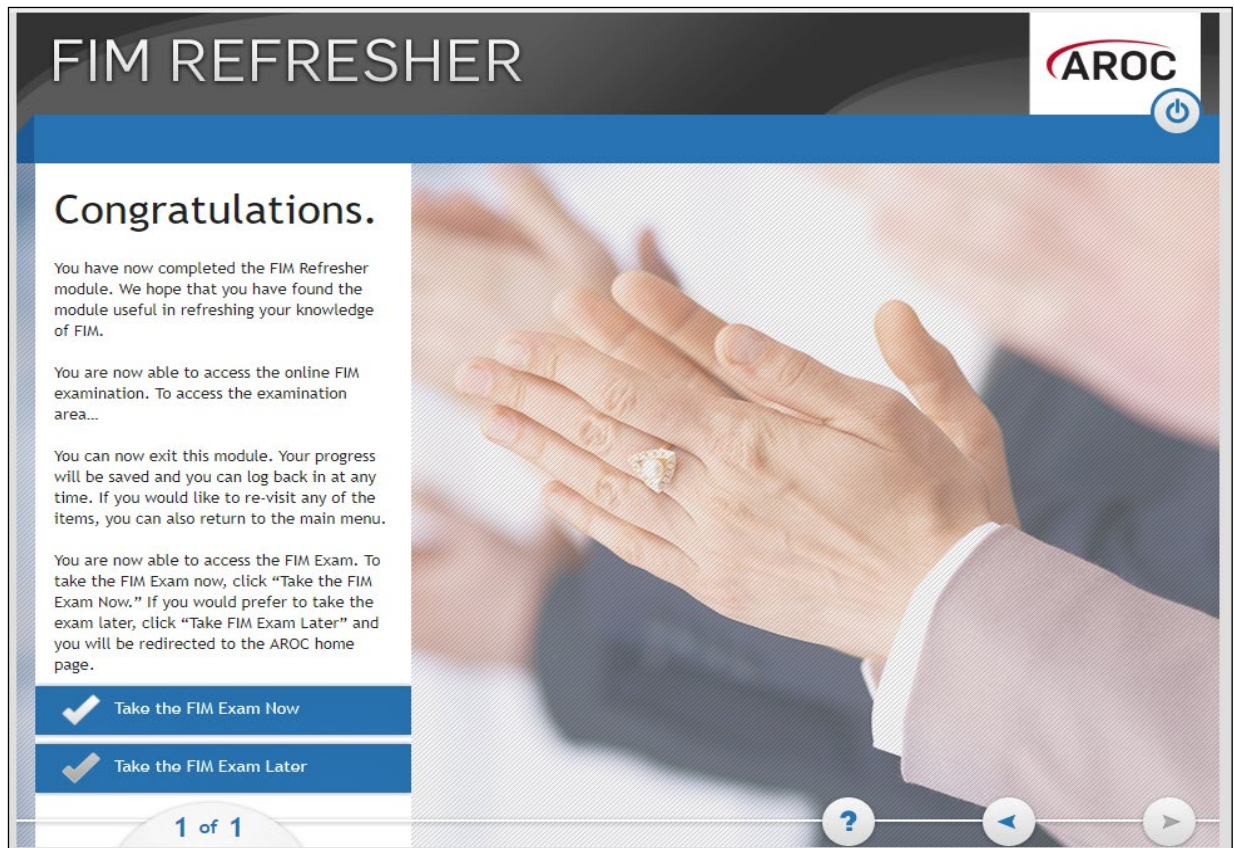 FIM REFRESHER
AROC
Congratulations.
You have now completed the FIM Refresher
module. We hope that you have found the
module useful in refreshing your knowledge
of FIM.
You are now able to access the online FIM
examination. To access the examination
area...
You can now exit this module. Your progress
will be saved and you can log back in at any
time. If you would like to re-visit any of the
items, you can also return to the main menu.
You are now able to access the FIM Exam. To
take the FIM Exam now, click “Take the FIM
Exam Now.” If you would prefer to take the
exam later, click “Take FIM Exam Later” and
you will be redirected to the AROC home
page.
Take the FIM Exam Now
Take the FIM Exam Later
1 of 1
?